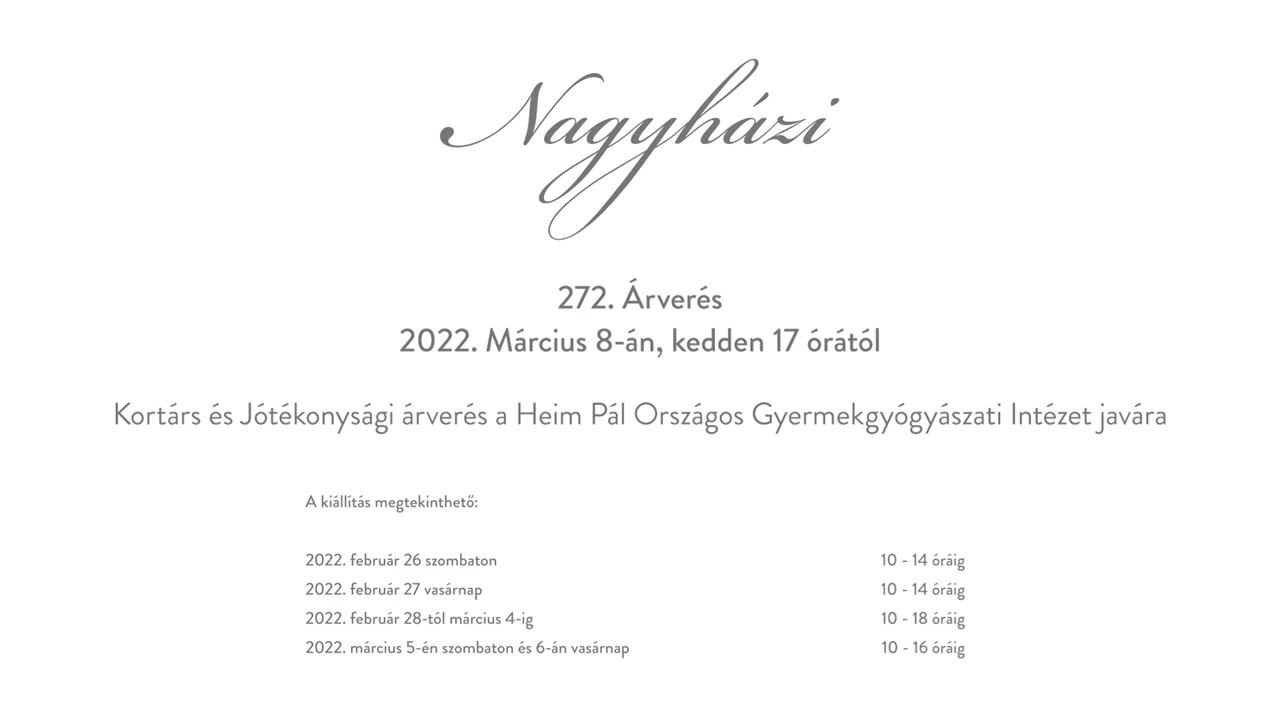 Nagyházi
272. Árverés
2022. Március 8-án, kedden 17 órától
Kortárs és Jótékonysági árverés a Heim Pál Országos Gyermekgyógyászati Intézet javára
A kiállítás megtekinthető:
2022. február 26 szombaton 10 - 14 óráig
2022. február 27 vasárnap 10 - 14 óráig
2022. február 28-tól március 4-ig 10 - 18 óráig
2022. március 5-én szombaton és 6-án vasárnap 10 - 16 óráig